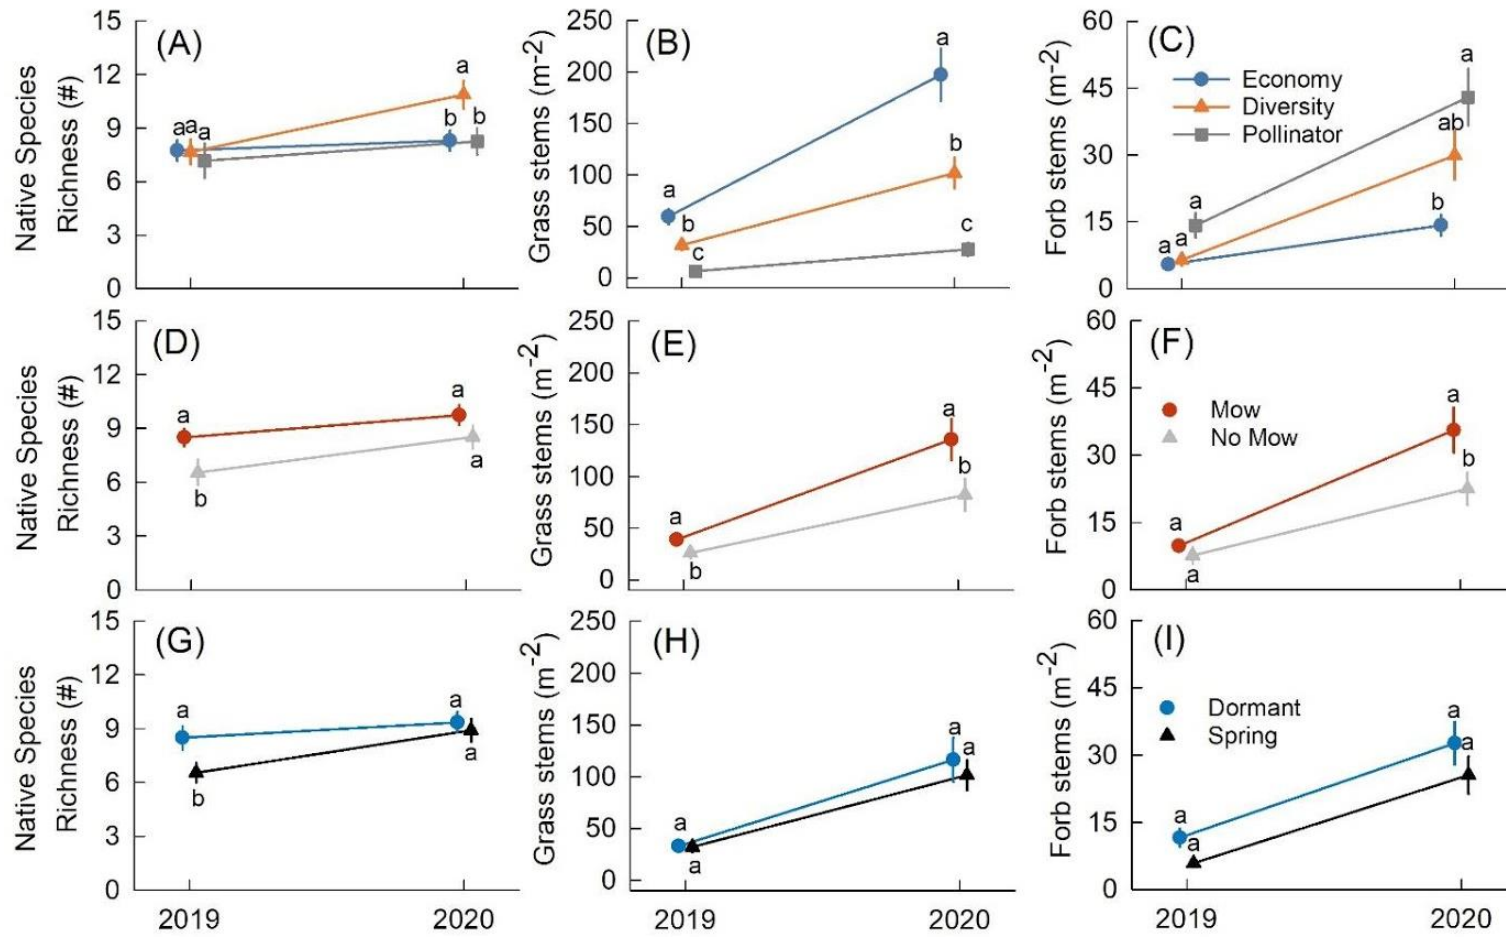 (A)
Native Species
Richness (#)
15
12
9
6
3
0
a
a
a
a
b
b
(B)
Grass stems (m-2)
250
200
150
100
50
0
a
b
c
a
b
c
(C)
Forb stems (m-2)
60
45
30
15
0
Economy
Diversity
Pollinator
a
a
a
a
ab
b
(D)
Native Species
Richness (#)
15
12
9
6
3
0
a
b
a
a
(E)
Grass stems (m-2)
250
200
150
100
50
0
a
b
a
b
(F)
Forb stems (m-2)
60
45
30
15
0
Mow
No Mow
a
a
a
b
(G)
Native Species
Richness (#)
15
12
9
6
3
0
a
b
a
a
2019
2020
(H)
Grass stems (m-2)
250
200
150
100
50
0
a
a
a
a
2019
2020
(I)
Forb stems (m-2)
60
45
30
15
0
Dormant
Spring
a
a
a
a
2019
2020